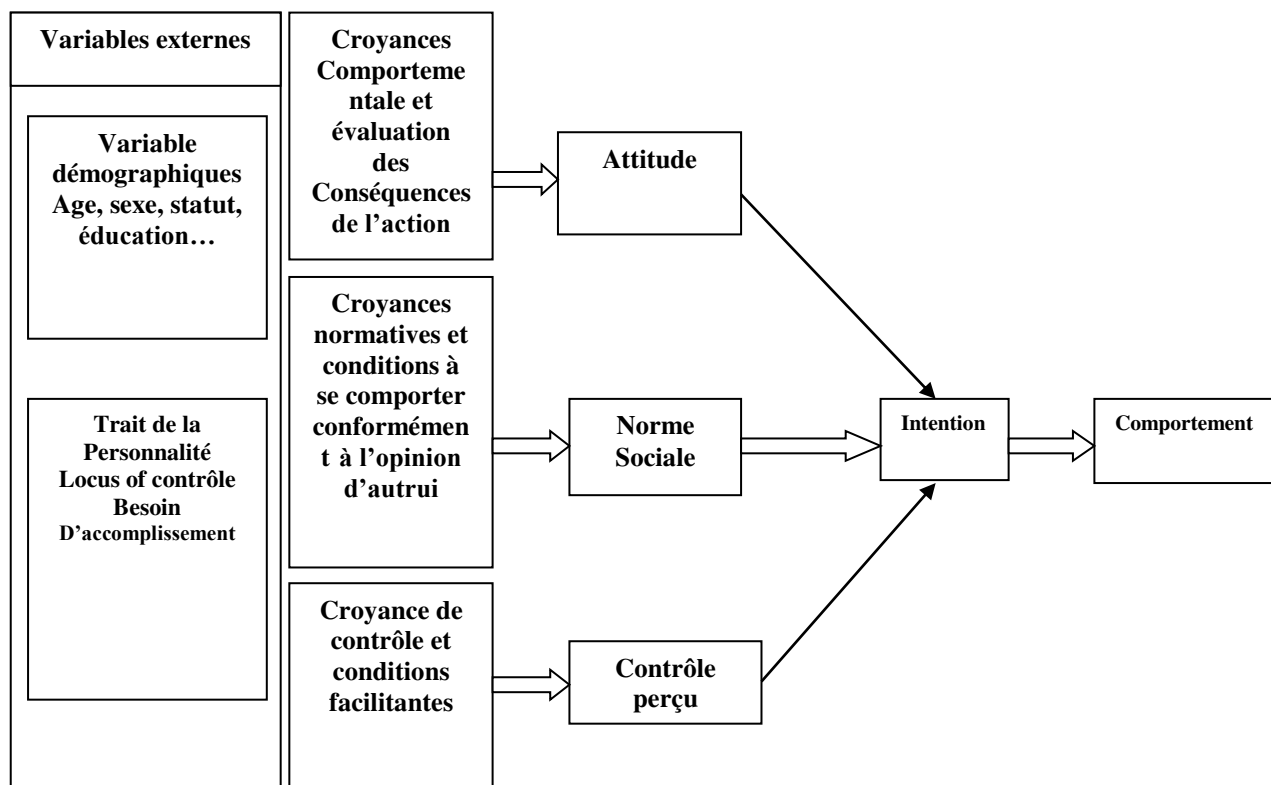 Variables externes
Variable
démographiques
Age, sexe, statut,
éducation…
Trait de la
Personnalité
Locus of contrôle
Besoin
D’accomplissement
Croyances
Comporteme
ntale et
évaluation
des
Conséquences
de l’action
Croyances
normatives et
conditions à
se comporter
conformémen
t à l’opinion
d’autrui
Croyance de
contrôle et
conditions
facilitantes
Attitude
Norme
Sociale
Contrôle
perçu
Intention
Comportement